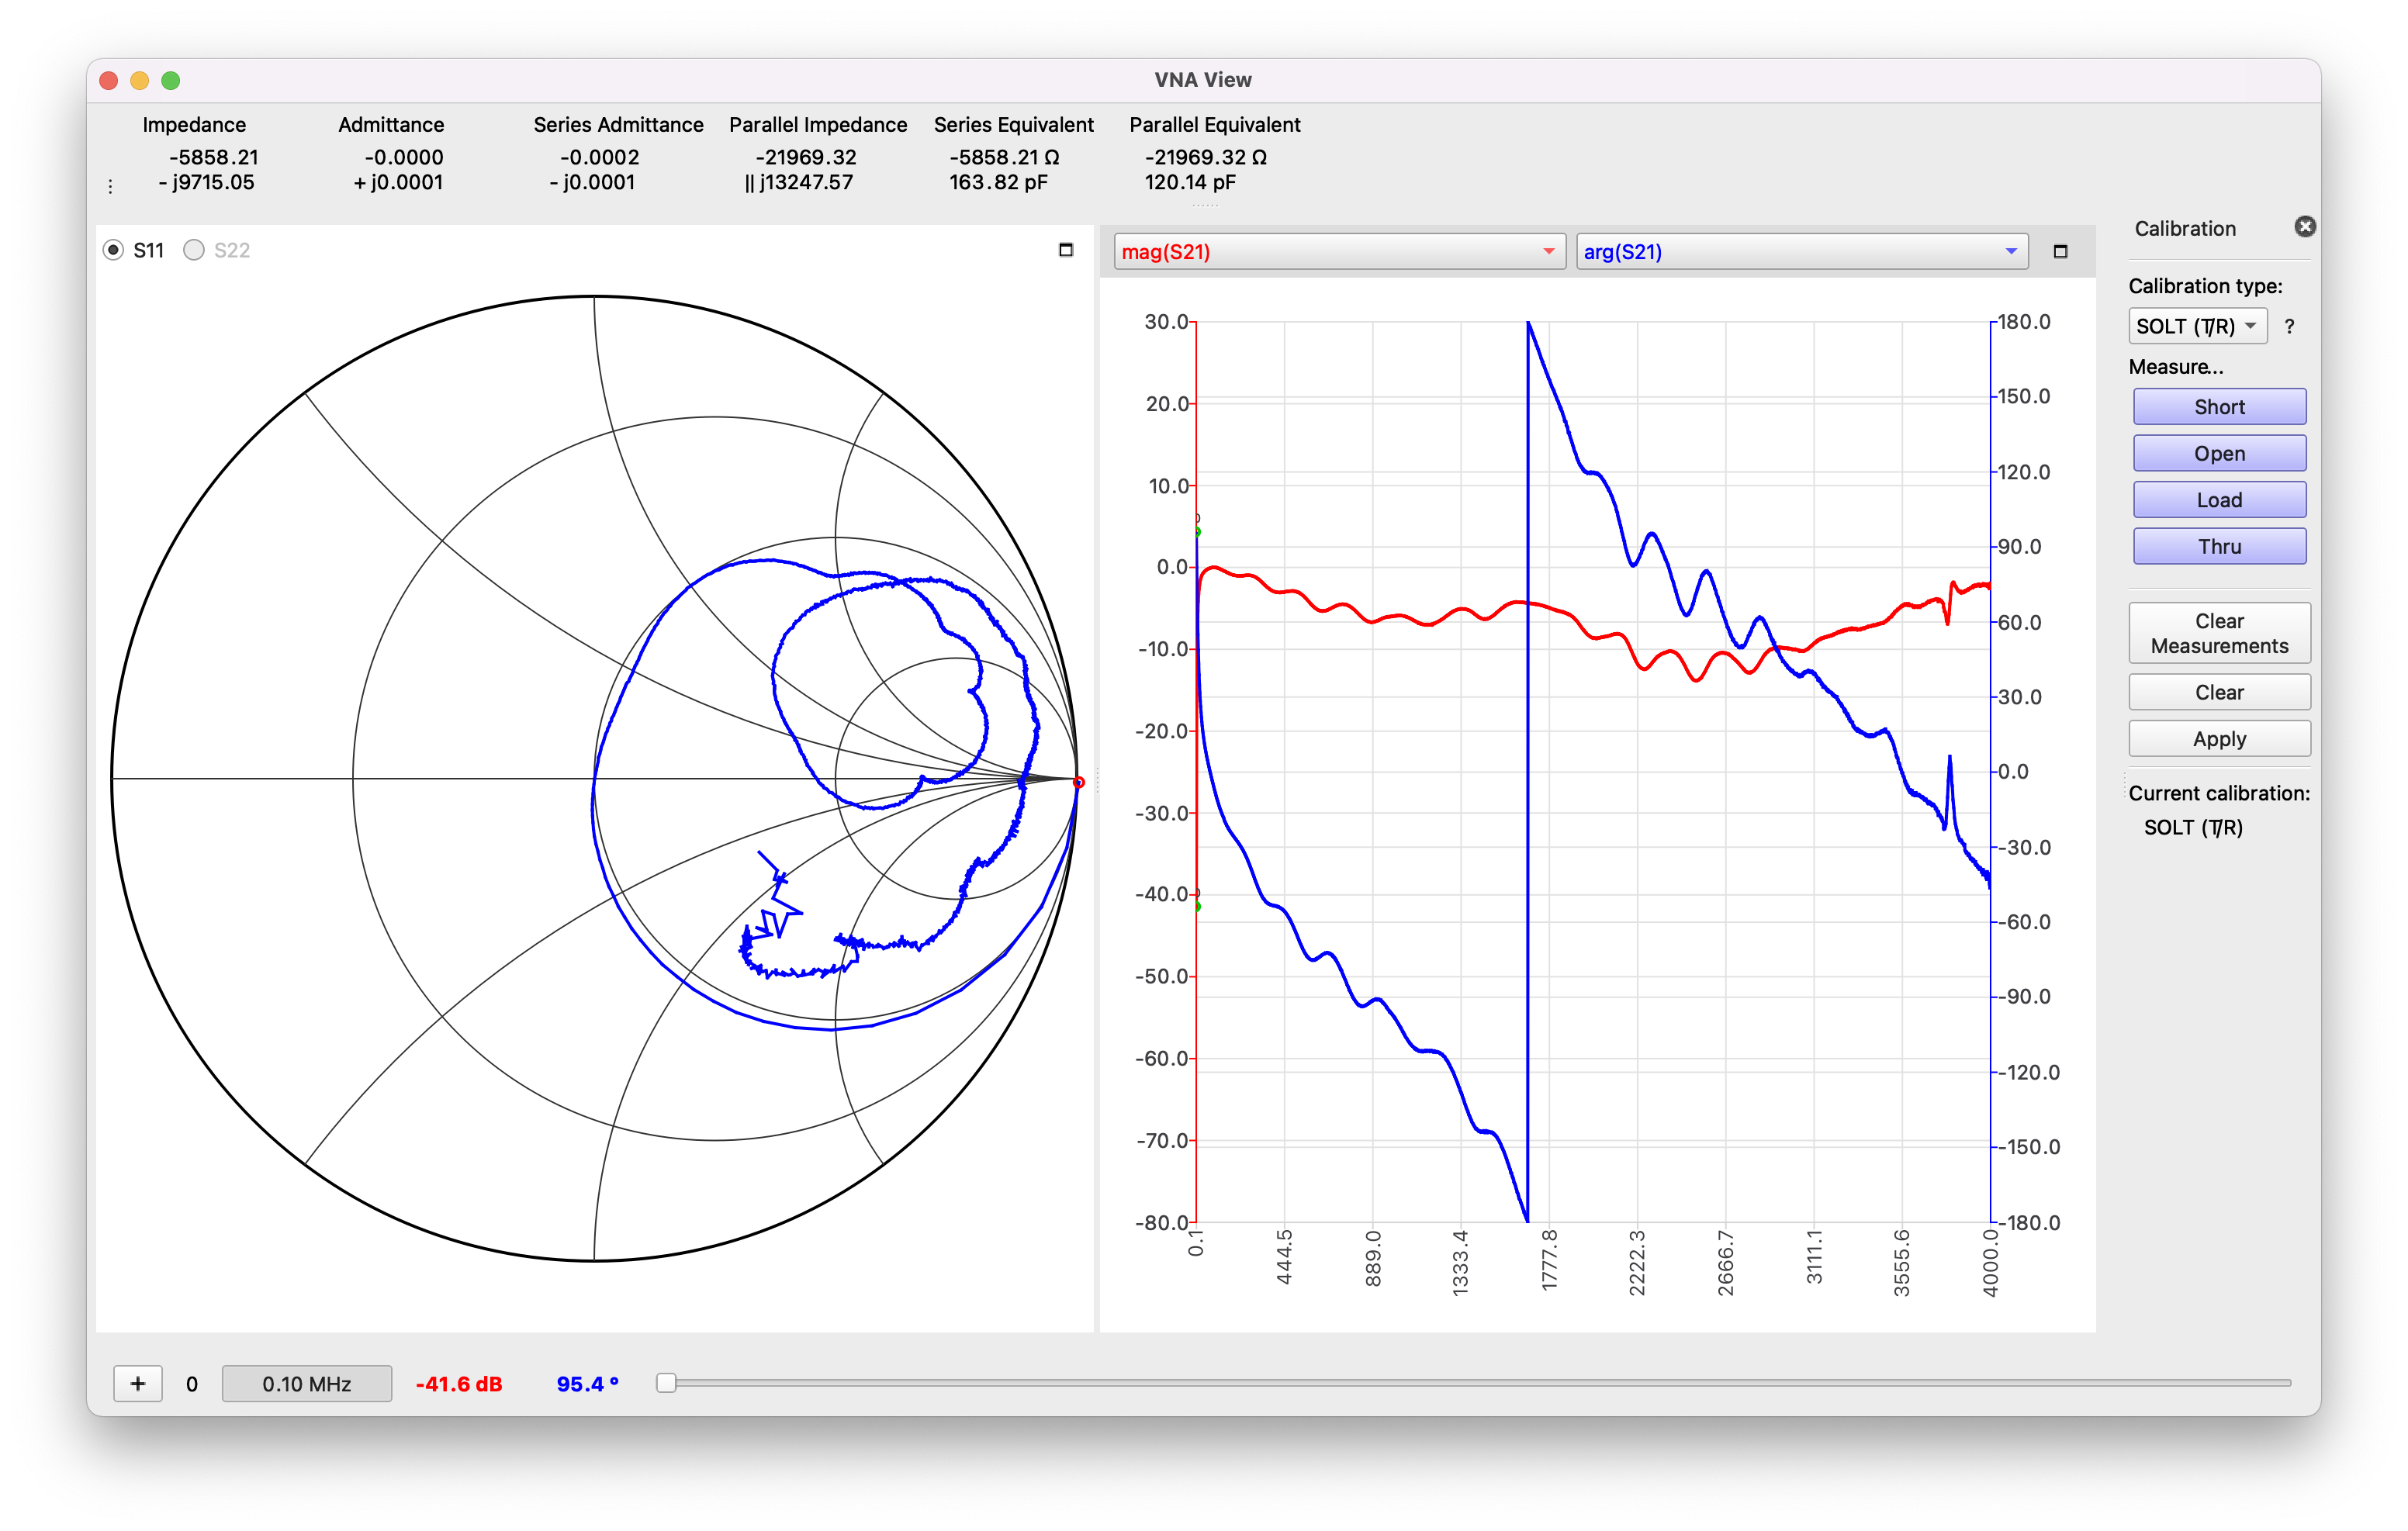 VNA View
Impedance Admittance Series Admittance Parallel Impedance Series Equivalent Parallel Equivalent
-5858.21 -0.0000 -0.0002 -21969.32 -5858.21 Ω -21969.32 Ω
- j9715.05 + j0.0001 - j0.0001 || j13247.57 163.82 pF 120.14 pF
S11 S22
mag(S21) arg(S21)
30.0
20.0
10.0
0.0
-10.0
-20.0
-30.0
-40.0
-50.0
-60.0
-70.0
-80.0
180.0
150.0
120.0
90.0
60.0
30.0
0.0
-30.0
-60.0
-90.0
-120.0
-150.0
-180.0
0.1
444.5
889.0
1333.4
1777.8
2222.3
2666.7
3111.1
3555.6
4000.0
Calibration
Calibration type:
SOLT (T/R) ?
Measure...
Short
Open
Load
Thru
Clear
Measurements
Clear
Apply
Current calibration:
SOLT (T/R)
+ 0 0.10 MHz -41.6 dB 95.4 °